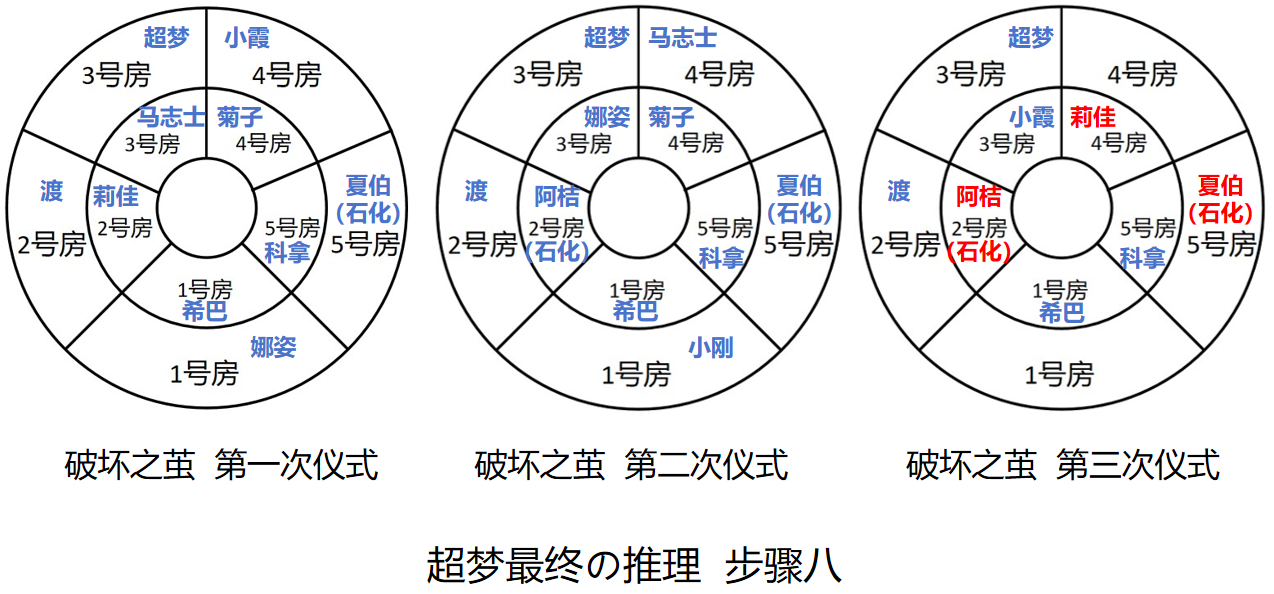 超梦
小霞
3号房
4号房
马志士
菊子
3号房
4号房
渡
莉佳
夏伯
(石化)
2号房
2号房
5号房
科拿
5号房
1号房
希巴
娜姿
1号房
破坏之茧 第一次仪式
超梦
马志士
3号房
4号房
娜姿
菊子
3号房
4号房
渡
阿桔
夏伯
(石化)
2号房
2号房
(石化)
5号房
科拿
5号房
1号房
希巴
小刚
1号房
破坏之茧 第二次仪式
超梦
3号房
4号房
小霞
莉佳
3号房
4号房
渡
阿桔
夏伯
(石化)
2号房
2号房
(石化)
5号房
科拿
5号房
1号房
希巴
1号房
破坏之茧 第三次仪式
超梦最终の推理 步骤八